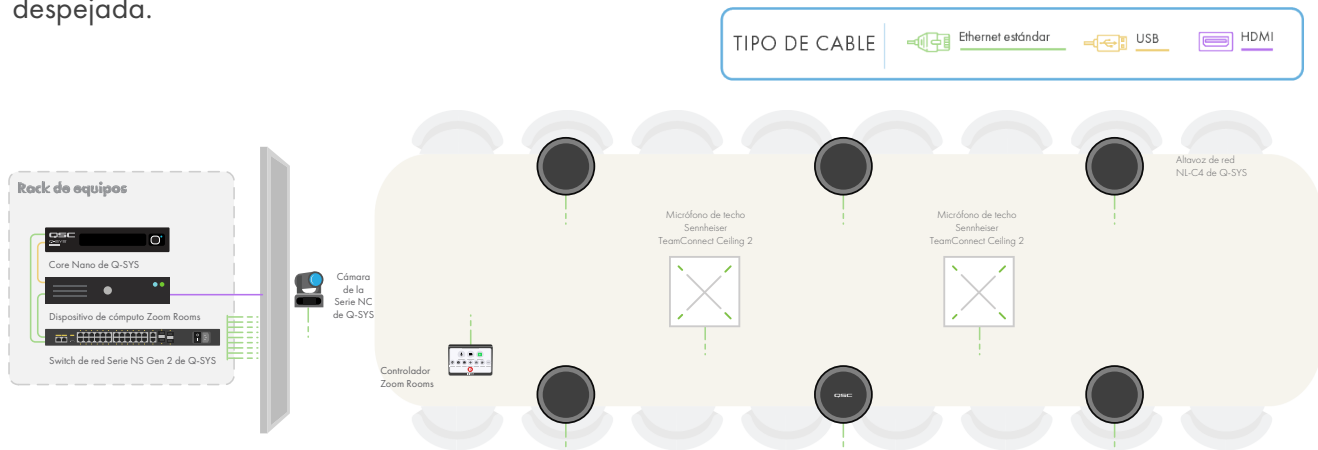 despejada.
TIPO DE CABLE
Ethernet estándar
USB
HDMI
Rack de equipos
QSC
Q-SYS
Core Nano de Q-SYS
Dispositivo de cómputo Zoom Rooms
Switch de red Serie NS Gen 2 de Q-SYS
Cámara
de la
Serie NC
de Q-SYS
Controlador
Zoom Rooms
Micrófono de techo
Sennheiser
TeamConnect Ceiling 2
Micrófono de techo
Sennheiser
TeamConnect Ceiling 2
Altavoz de red
NL-C4 de Q-SYS
QSC